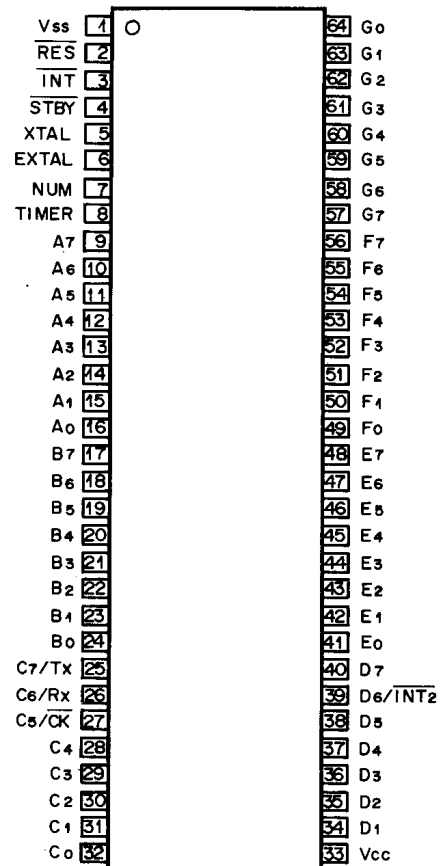 Vss 1 64 G0
RES 2 63 G1
INT 3 62 G2
STBY 4 61 G3
XTAL 5 60 G4
EXTAL 6 59 G5
NUM 7 58 G6
TIMER 8 57 G7
A7 9 56 F7
A6 10 55 F6
A5 11 54 F5
A4 12 53 F4
A3 13 52 F3
A2 14 51 F2
A1 15 50 F1
A0 16 49 F0
B7 17 48 E7
B6 18 47 E6
B5 19 46 E5
B4 20 45 E4
B3 21 44 E3
B2 22 43 E2
B1 23 42 E1
B0 24 41 E0
C7/Tx 25 40 D7
C6/Rx 26 39 D6/INT2
C5/CK 27 38 D5
C4 28 37 D4
C3 29 36 D3
C2 30 35 D2
C1 31 34 D1
C0 32 33 Vcc